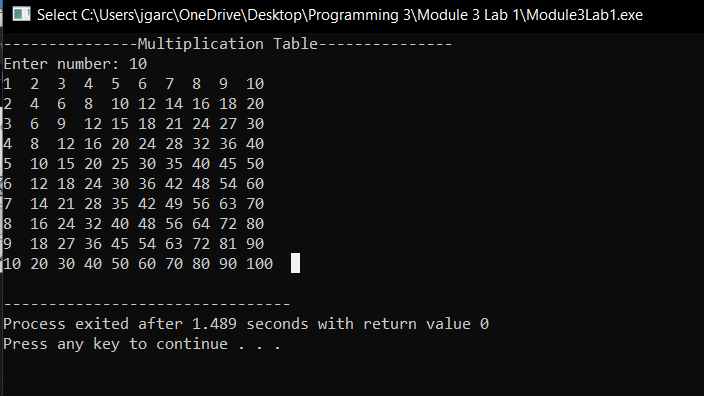 Select C:\Users\jgarc\OneDrive\Desktop\Programming 3\Module 3 Lab 1\Module3Lab1.exe
---------------Multiplication Table---------------
Enter number: 10
1  2  3  4  5  6  7  8  9  10
2  4  6  8  10 12 14 16 18 20
3  6  9  12 15 18 21 24 27 30
4  8  12 16 20 24 28 32 36 40
5  10 15 20 25 30 35 40 45 50
6  12 18 24 30 36 42 48 54 60
7  14 21 28 35 42 49 56 63 70
8  16 24 32 40 48 56 64 72 80
9  18 27 36 45 54 63 72 81 90
10 20 30 40 50 60 70 80 90 100
--------------------------------
Process exited after 1.489 seconds with return value 0
Press any key to continue . . .